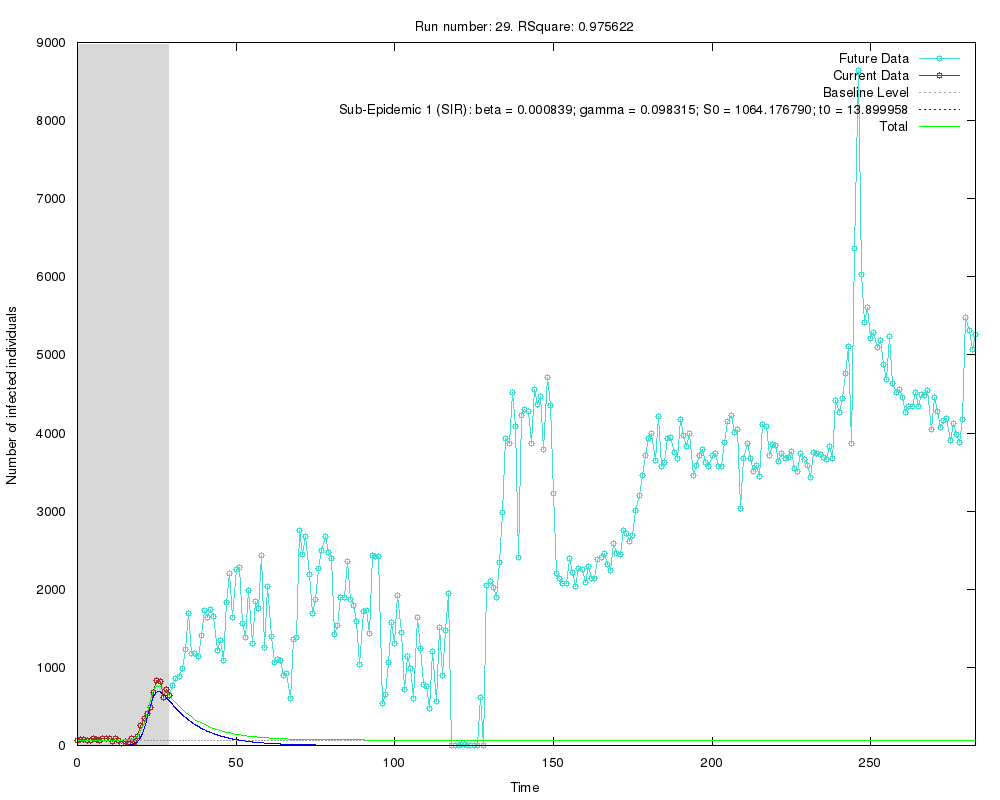 Run number: 29. RSquare: 0.975622
Future Data
Current Data
Baseline Level
Sub-Epidemic 1 (SIR): beta = 0.000839; gamma = 0.098315; S0 = 1064.176790; t0 = 13.899958
Total
9000
8000
7000
6000
5000
4000
3000
2000
1000
0
Number of infected individuals
0 50 100 150 200 250
Time